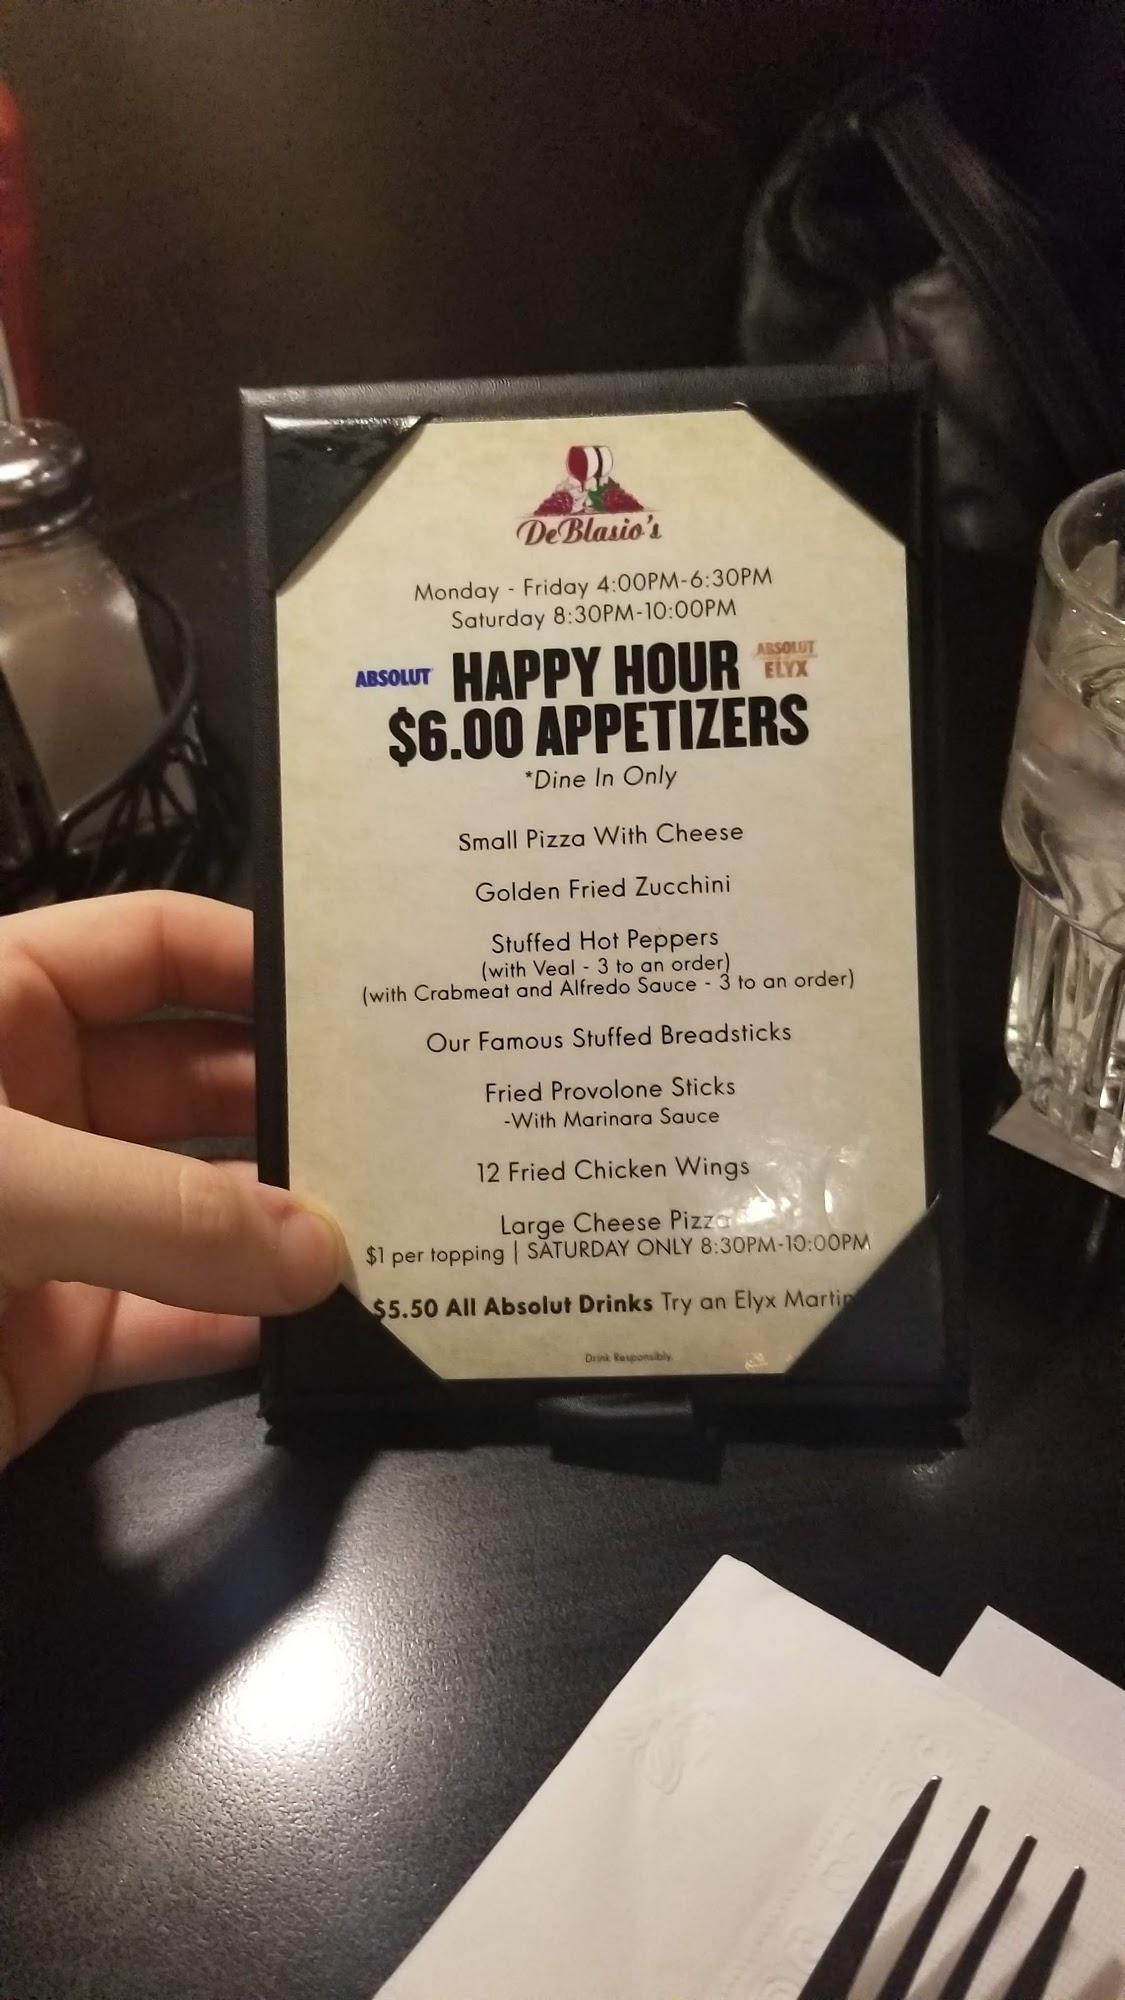 DeBlasio's
Monday - Friday 4:00PM-6:30PM
Saturday 8:30PM-10:00PM
ABSOLUT HAPPY HOUR ABSOLUT ELYX
$6.00 APPETIZERS
*Dine In Only
Small Pizza With Cheese
Golden Fried Zucchini
Stuffed Hot Peppers
(with Veal - 3 to an order)
(with Crabmeat and Alfredo Sauce - 3 to an order)
Our Famous Stuffed Breadsticks
Fried Provolone Sticks
-With Marinara Sauce
12 Fried Chicken Wings
Large Cheese Pizza
$1 per topping | SATURDAY ONLY 8:30PM-10:00PM
$5.50 All Absolut Drinks Try an Elyx Martin
Drink Responsibly.